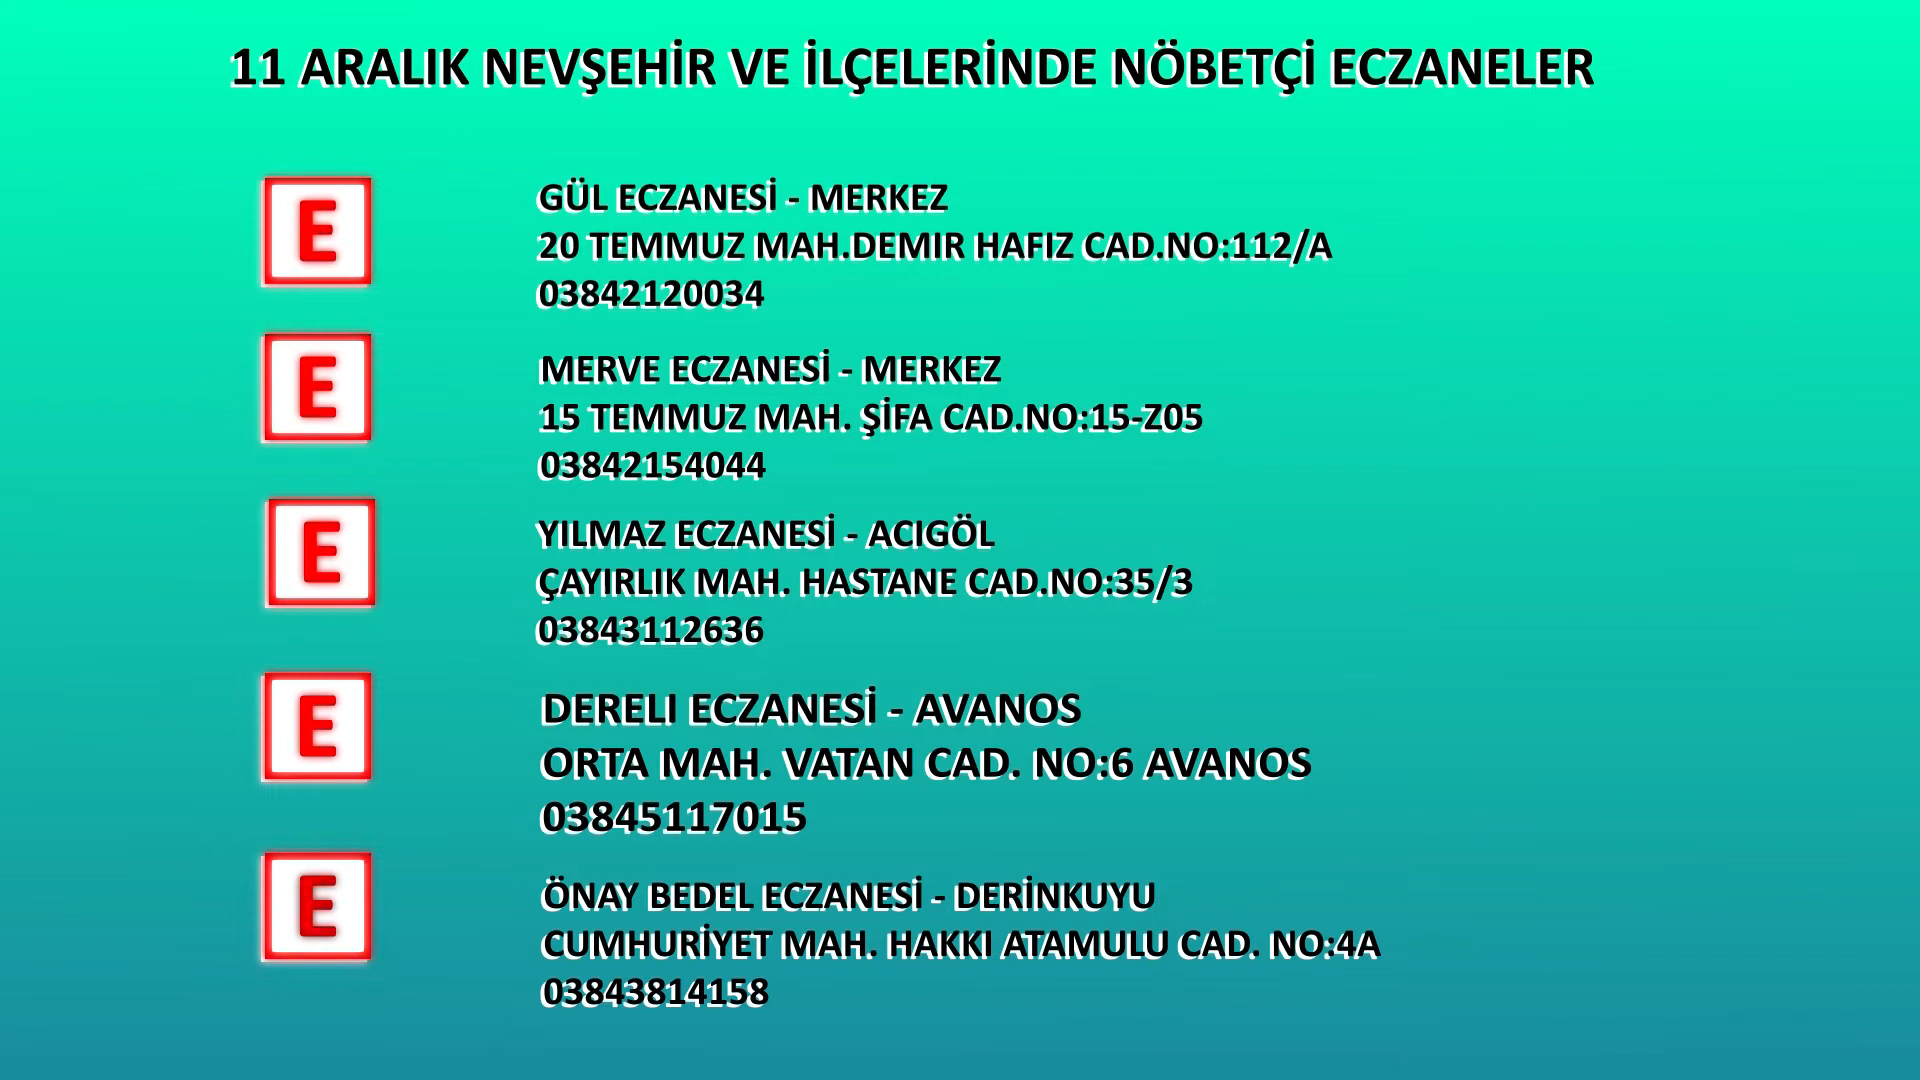 11 ARALIK NEVŞEHİR VE İLÇELERİNDE NÖBETÇİ ECZANELER
E
GÜL ECZANESİ - MERKEZ
20 TEMMUZ MAH.DEMIR HAFIZ CAD.NO:112/A
03842120034
E
MERVE ECZANESİ - MERKEZ
15 TEMMUZ MAH. ŞİFA CAD.NO:15-Z05
03842154044
E
YILMAZ ECZANESİ - ACIGÖL
ÇAYIRLIK MAH. HASTANE CAD.NO:35/3
03843112636
E
DERELI ECZANESİ - AVANOS
ORTA MAH. VATAN CAD. NO:6 AVANOS
03845117015
E
ÖNAY BEDEL ECZANESİ - DERİNKUYU
CUMHURİYET MAH. HAKKI ATAMULU CAD. NO:4A
03843814158